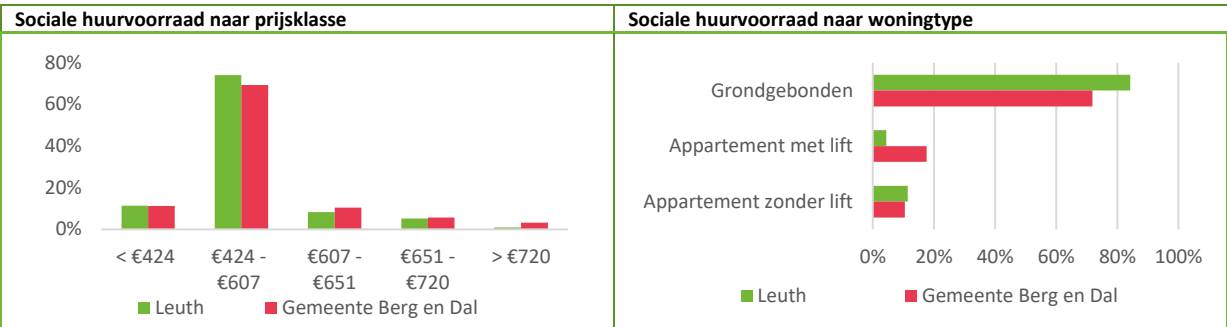 Sociale huurvoorraad naar prijsklasse
80%
60%
40%
20%
0%
< €424
€424 - €607
€607 - €651
€651 - €720
> €720
Leuth
Gemeente Berg en Dal
Sociale huurvoorraad naar woningtype
Grondgebonden
Appartement met lift
Appartement zonder lift
0% 20% 40% 60% 80% 100%
Leuth
Gemeente Berg en Dal